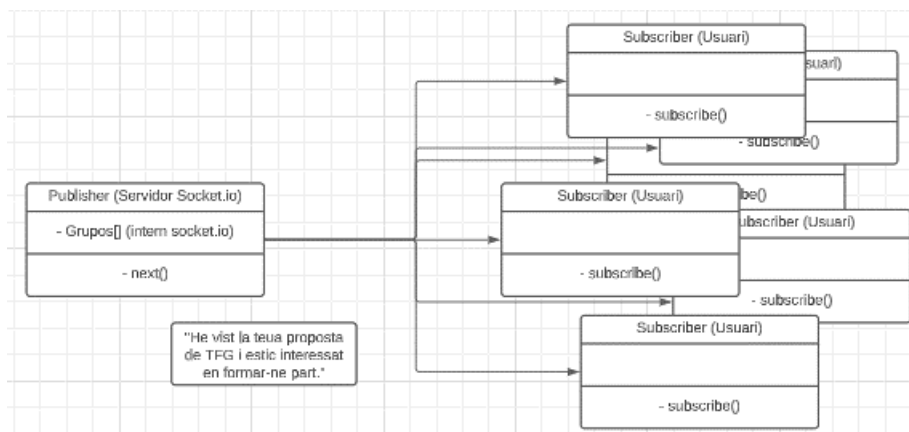 Subscriber (Usuari)
suari)
- subscribe()
- subscribe()
Publisher (Servidor Socket.io)
- Grupos[] (intern socket.io)
- next()
Subscriber (Usuari)
be()
ubscriber (Usuari)
- subscribe()
- subscribe()
"He vist la teua proposta
de TFG i estic interessat
en formar-ne part."
Subscriber (Usuari)
- subscribe()